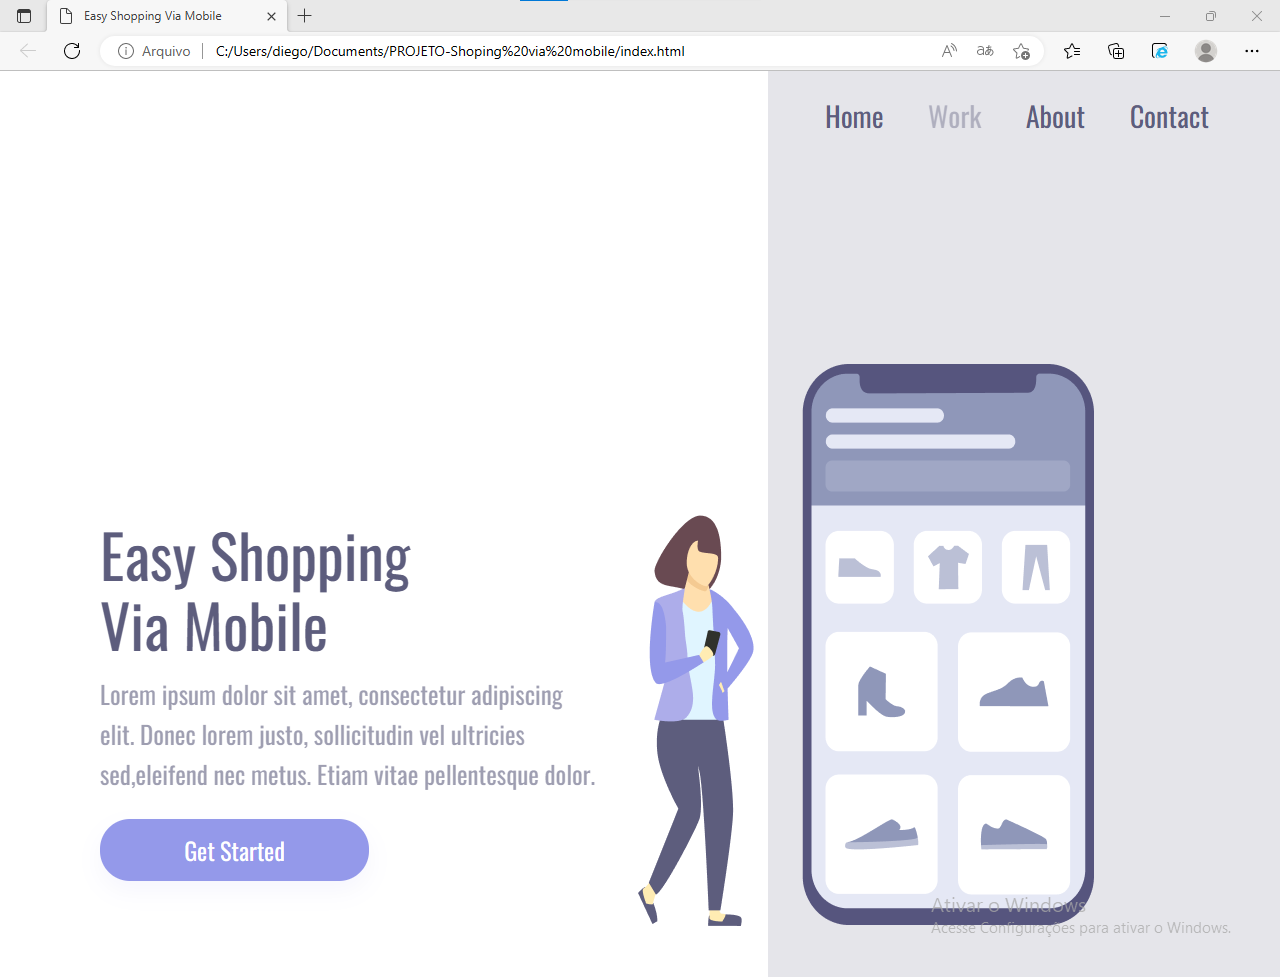 Easy Shopping Via Mobile
Arquivo
C:/Users/diego/Documents/PROJETO-Shoping%20via%20mobile/index.html
Home Work About Contact
Easy Shopping
Via Mobile
Lorem ipsum dolor sit amet, consectetur adipiscing
elit. Donec lorem justo, sollicitudin vel ultricies
sed,eleifend nec metus. Etiam vitae pellentesque dolor.
Get Started
Ativar o Windows
Acesse Configurações para ativar o Windows.